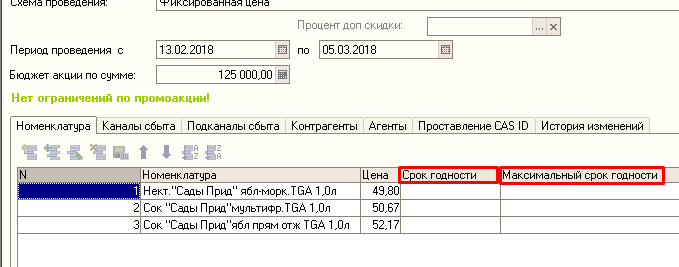 Схема проведения: Фиксированная цена
Процент доп.скидки: ... ×
Период проведения с 13.02.2018 по 05.03.2018
Бюджет акции по сумме: 125 000,00
Нет ограничений по промоакции!
Номенклатура Каналы сбыта Подканалы сбыта Контрагенты Агенты Проставление CAS ID История изменений
N Номенклатура Цена Срок годности Максимальный срок годности
1 Нект."Сады Прид" ябл-морк.TGA 1,0л 49,80
2 Сок "Сады Прид"мультифр.TGA 1,0л 50,67
3 Сок "Сады Прид"ябл прям отж TGA 1,0л 52,17